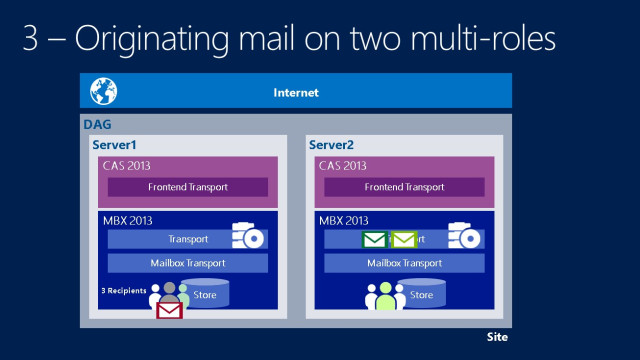 3 – Originating mail on two multi-roles
Internet
DAG
Server1
CAS 2013
Frontend Transport
MBX 2013
Transport
Mailbox Transport
3 Recipients
Store
Server2
CAS 2013
Frontend Transport
MBX 2013
Mailbox Transport
Store
Site